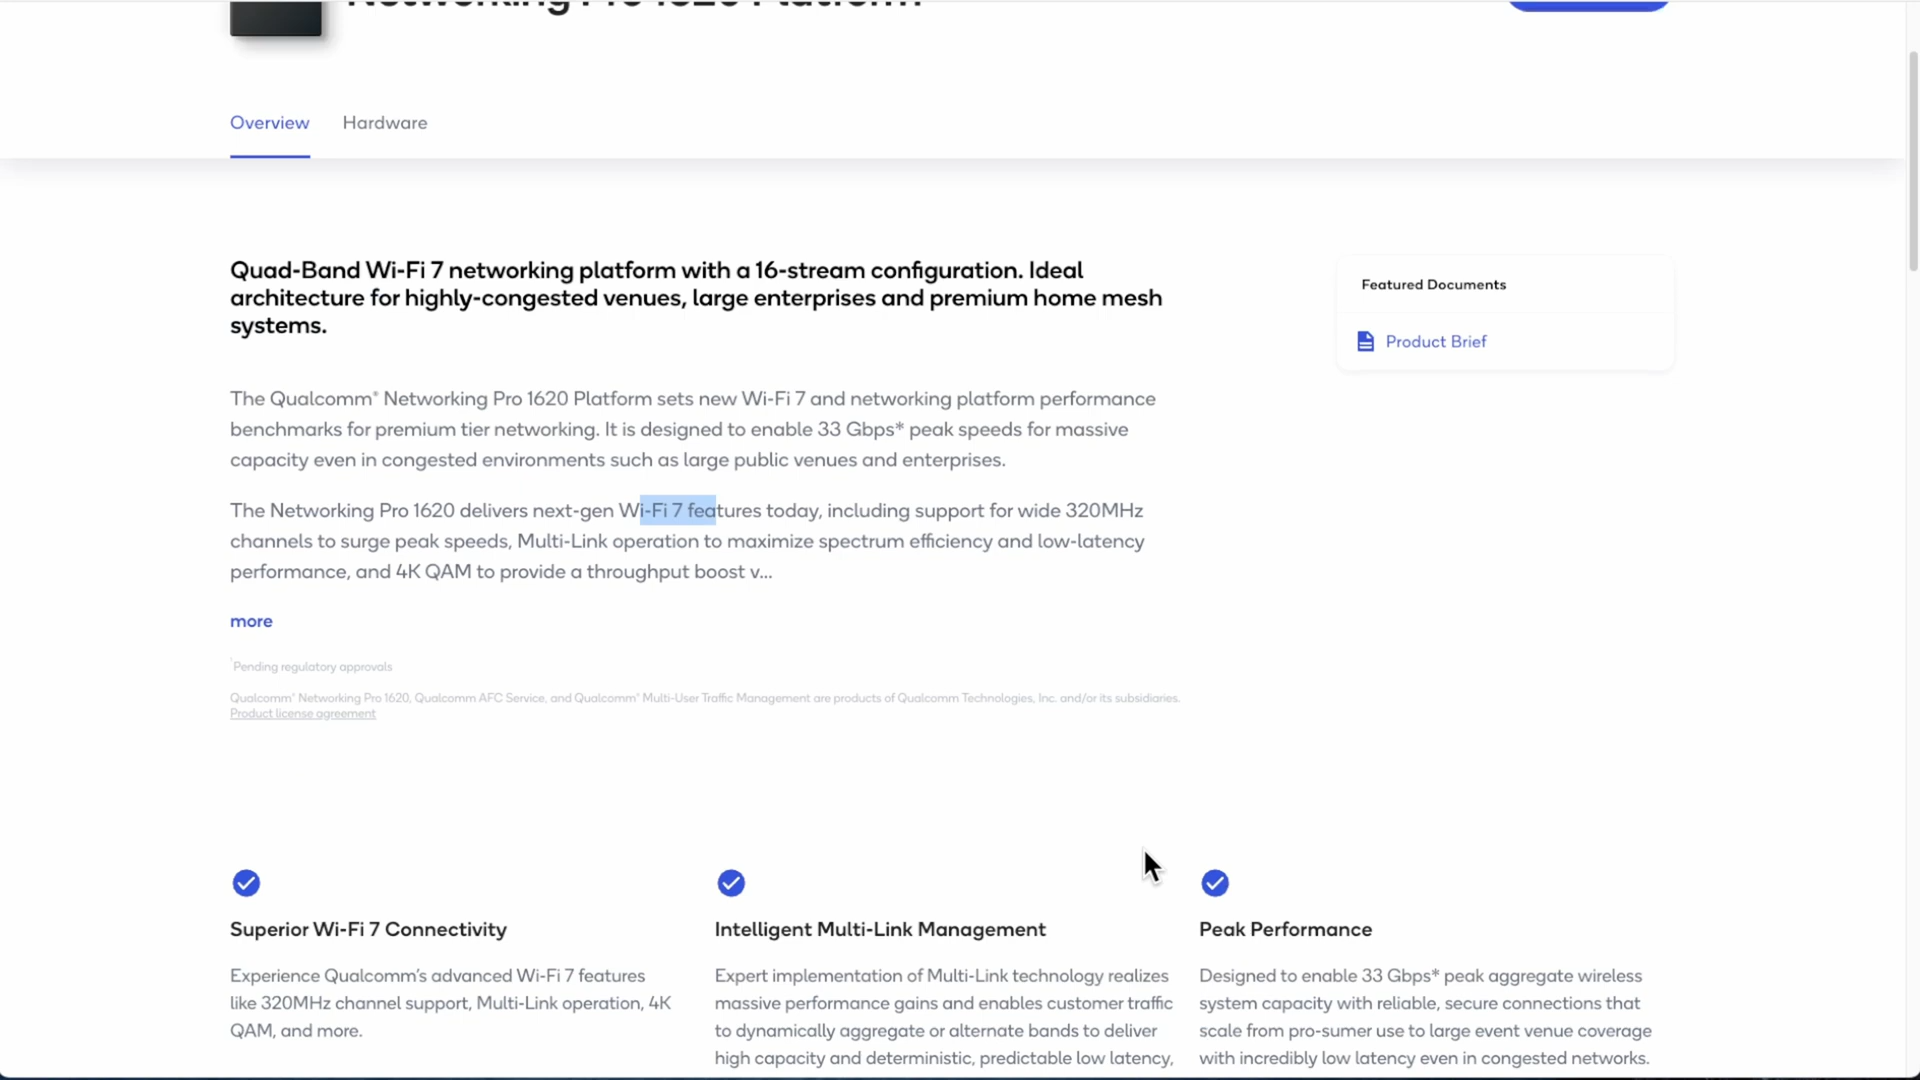 Networking Pro 1620 Platform
Overview
Hardware
Quad-Band Wi-Fi 7 networking platform with a 16-stream configuration. Ideal
architecture for highly-congested venues, large enterprises and premium home mesh
systems.
Featured Documents
Product Brief
The Qualcomm® Networking Pro 1620 Platform sets new Wi-Fi 7 and networking platform performance
benchmarks for premium tier networking. It is designed to enable 33 Gbps* peak speeds for massive
capacity even in congested environments such as large public venues and enterprises.
The Networking Pro 1620 delivers next-gen Wi-Fi 7 features today, including support for wide 320MHz
channels to surge peak speeds, Multi-Link operation to maximize spectrum efficiency and low-latency
performance, and 4K QAM to provide a throughput boost v...
more
*Pending regulatory approvals
Qualcomm® Networking Pro 1620, Qualcomm AFC Service, and Qualcomm® Multi-User Traffic Management are products of Qualcomm Technologies, Inc. and/or its subsidiaries.
Product license agreement
Superior Wi-Fi 7 Connectivity
Experience Qualcomm's advanced Wi-Fi 7 features
like 320MHz channel support, Multi-Link operation, 4K
QAM, and more.
Intelligent Multi-Link Management
Expert implementation of Multi-Link technology realizes
massive performance gains and enables customer traffic
to dynamically aggregate or alternate bands to deliver
high capacity and deterministic, predictable low latency,
Peak Performance
Designed to enable 33 Gbps* peak aggregate wireless
system capacity with reliable, secure connections that
scale from pro-sumer use to large event venue coverage
with incredibly low latency even in congested networks.